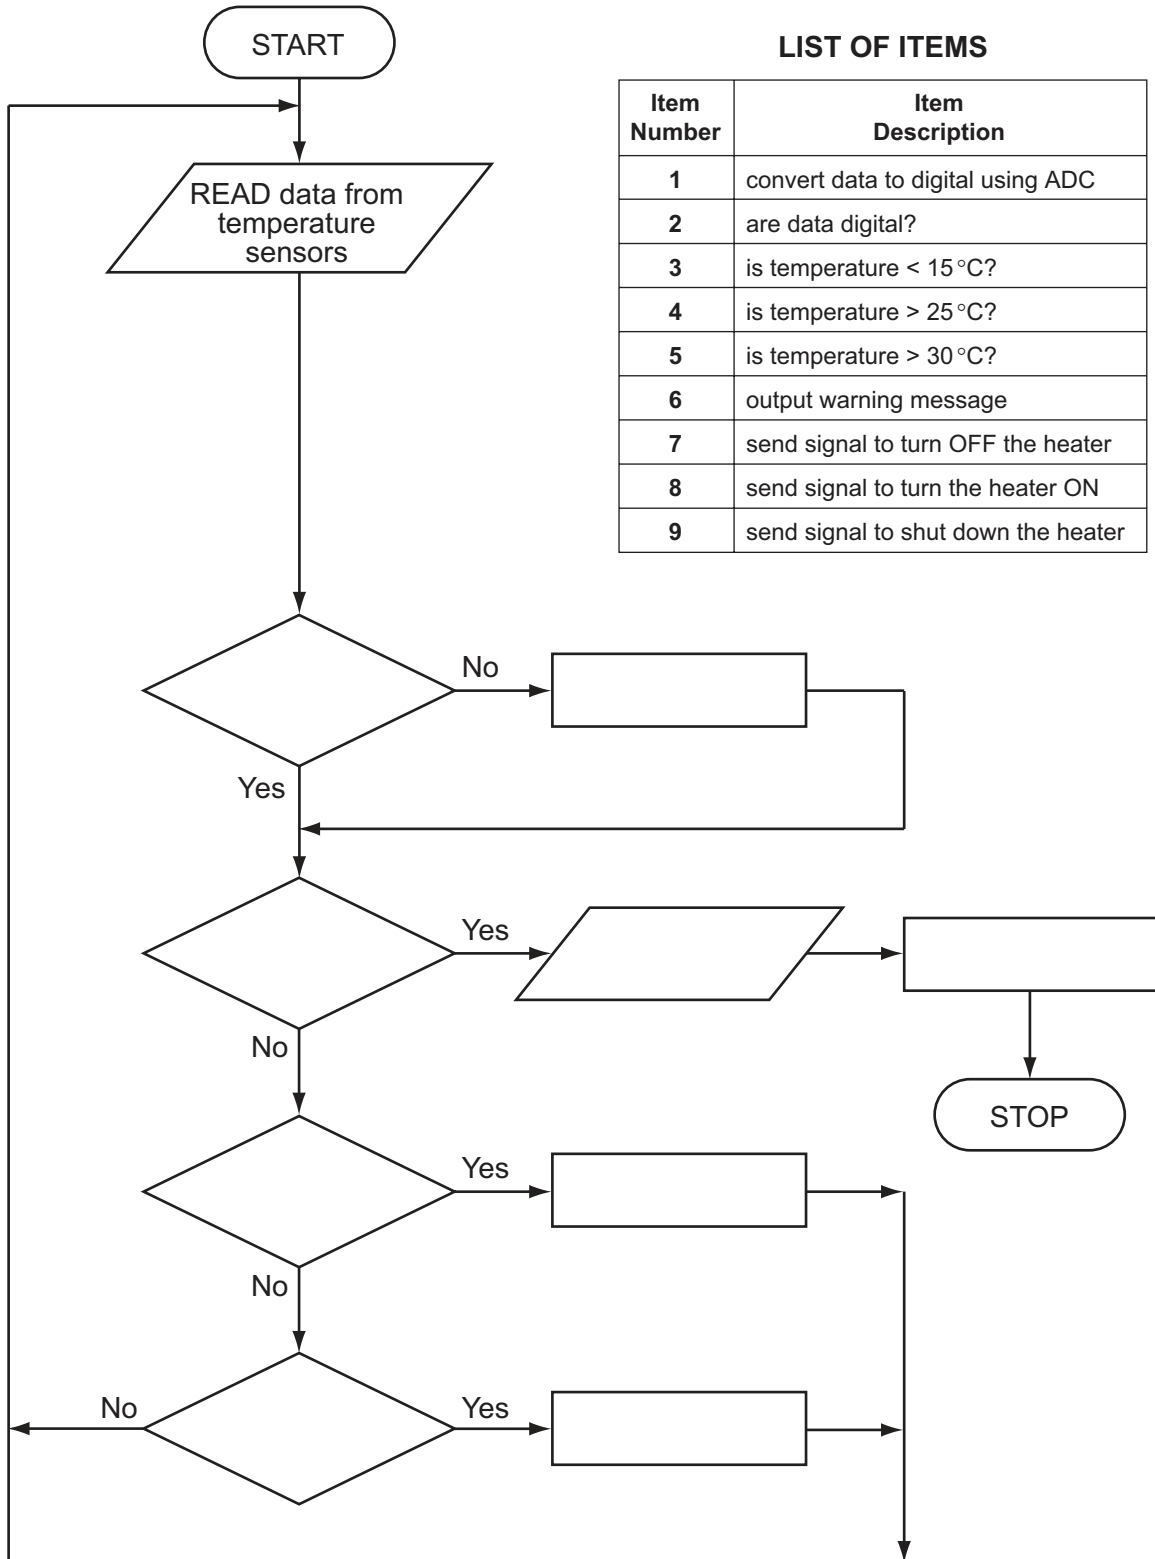 START
READ data from
temperature
sensors
LIST OF ITEMS
Item Number Item Description
1 convert data to digital using ADC
2 are data digital?
3 is temperature < 15 °C?
4 is temperature > 25 °C?
5 is temperature > 30 °C?
6 output warning message
7 send signal to turn OFF the heater
8 send signal to turn the heater ON
9 send signal to shut down the heater
No
Yes
Yes
No
STOP
Yes
No
No
Yes